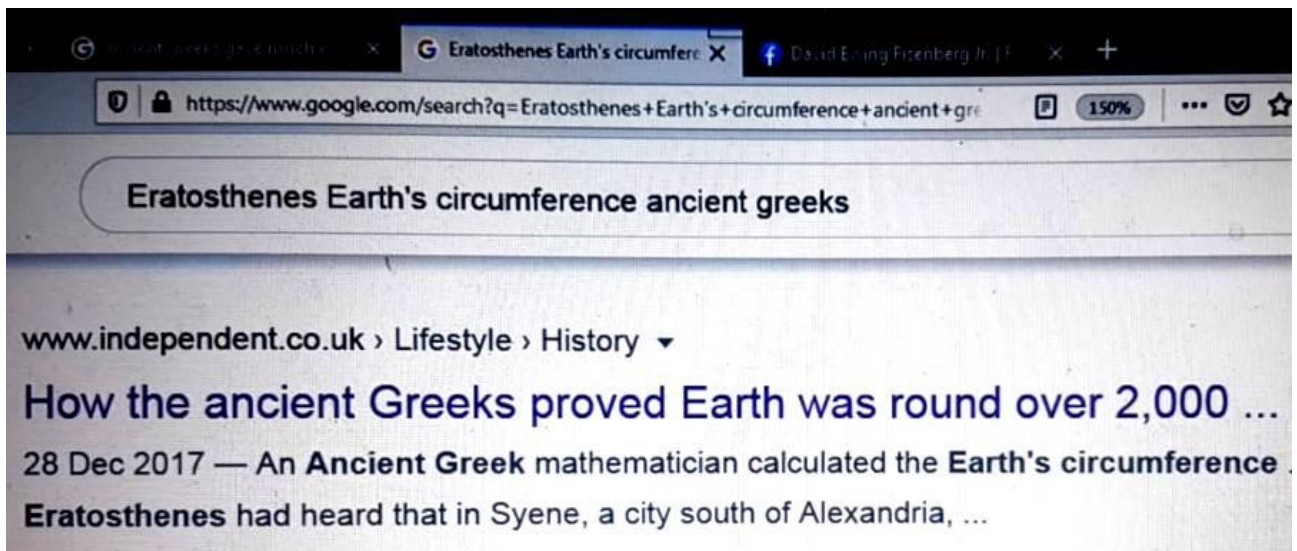 Eratosthenes Earth's circumfere
https://www.google.com/search?q=Eratosthenes+Earth's+circumference+ancient+gre
150%
Eratosthenes Earth's circumference ancient greeks
www.independent.co.uk › Lifestyle › History
How the ancient Greeks proved Earth was round over 2,000 ...
28 Dec 2017 — An Ancient Greek mathematician calculated the Earth's circumference .
Eratosthenes had heard that in Syene, a city south of Alexandria, ...